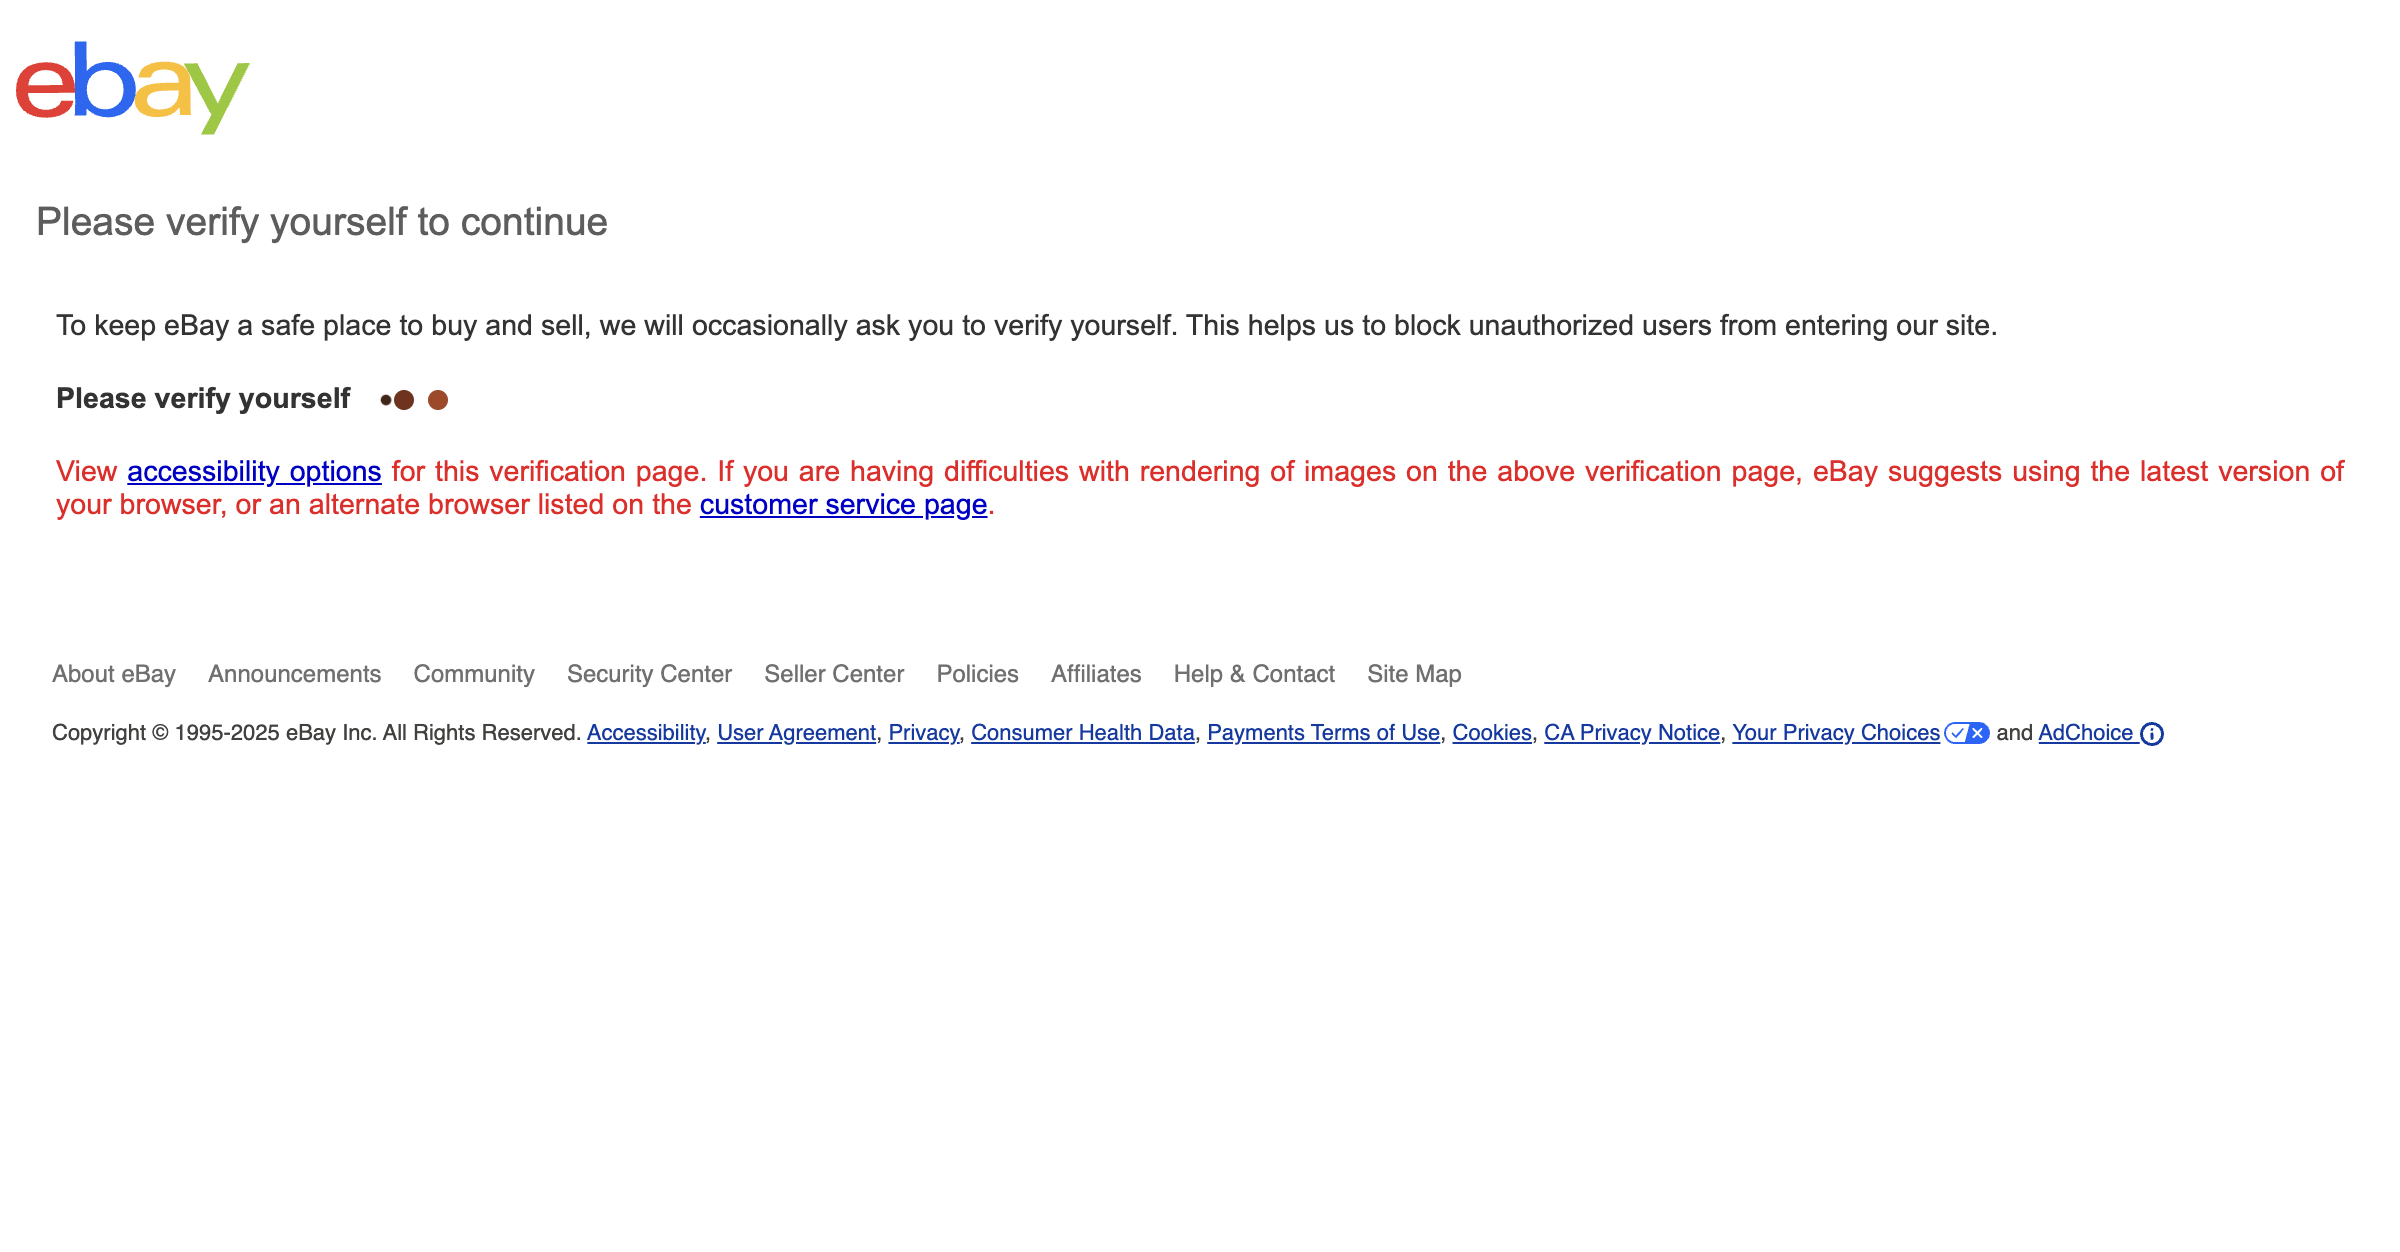 ebay
Please verify yourself to continue
To keep eBay a safe place to buy and sell, we will occasionally ask you to verify yourself. This helps us to block unauthorized users from entering our site.
Please verify yourself
View accessibility options for this verification page. If you are having difficulties with rendering of images on the above verification page, eBay suggests using the latest version of
your browser, or an alternate browser listed on the customer service page.
About eBay Announcements Community Security Center Seller Center Policies Affiliates Help & Contact Site Map
Copyright © 1995-2025 eBay Inc. All Rights Reserved. Accessibility, User Agreement, Privacy, Consumer Health Data, Payments Terms of Use, Cookies, CA Privacy Notice, Your Privacy Choices and AdChoice